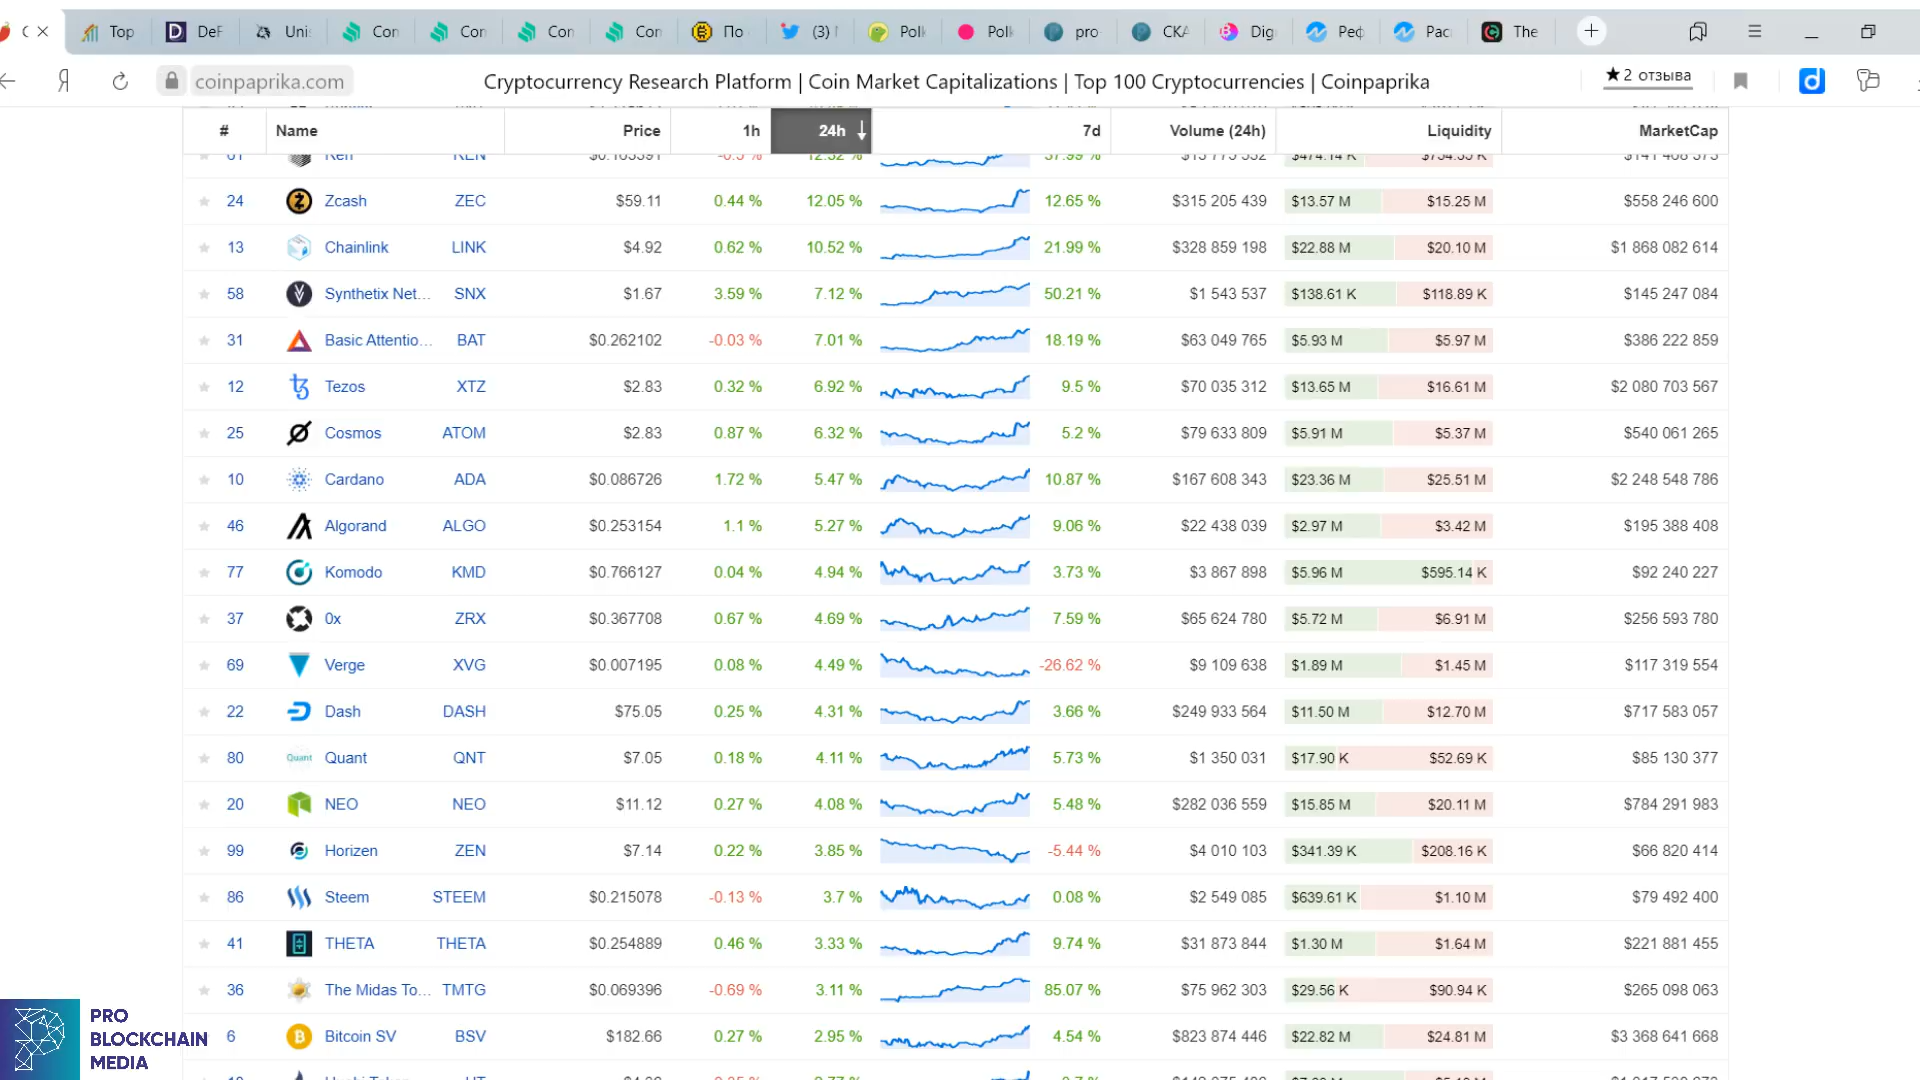 Top DeF Uni Con Con Con Con По (3) Polk Polk pro СКА Dig Реф Рас The
coinpaprika.com Cryptocurrency Research Platform | Coin Market Capitalizations | Top 100 Cryptocurrencies | Coinpaprika ★2 отзыва
# Name Price 1h 24h ↓ 7d Volume (24h) Liquidity MarketCap
24 Zcash ZEC $59.11 0.44 % 12.05 % 12.65 % $315 205 439 $13.57 M $15.25 M $558 246 600
13 Chainlink LINK $4.92 0.62 % 10.52 % 21.99 % $328 859 198 $22.88 M $20.10 M $1 868 082 614
58 Synthetix Net... SNX $1.67 3.59 % 7.12 % 50.21 % $1 543 537 $138.61 K $118.89 K $145 247 084
31 Basic Attentio... BAT $0.262102 -0.03 % 7.01 % 18.19 % $63 049 765 $5.93 M $5.97 M $386 222 859
12 Tezos XTZ $2.83 0.32 % 6.92 % 9.5 % $70 035 312 $13.65 M $16.61 M $2 080 703 567
25 Cosmos ATOM $2.83 0.87 % 6.32 % 5.2 % $79 633 809 $5.91 M $5.37 M $540 061 265
10 Cardano ADA $0.086726 1.72 % 5.47 % 10.87 % $167 608 343 $23.36 M $25.51 M $2 248 548 786
46 Algorand ALGO $0.253154 1.1 % 5.27 % 9.06 % $22 438 039 $2.97 M $3.42 M $195 388 408
77 Komodo KMD $0.766127 0.04 % 4.94 % 3.73 % $3 867 898 $5.96 M $595.14 K $92 240 227
37 0x ZRX $0.367708 0.67 % 4.69 % 7.59 % $65 624 780 $5.72 M $6.91 M $256 593 780
69 Verge XVG $0.007195 0.08 % 4.49 % -26.62 % $9 109 638 $1.89 M $1.45 M $117 319 554
22 Dash DASH $75.05 0.25 % 4.31 % 3.66 % $249 933 564 $11.50 M $12.70 M $717 583 057
80 Quant Quant QNT $7.05 0.18 % 4.11 % 5.73 % $1 350 031 $17.90 K $52.69 K $85 130 377
20 NEO NEO $11.12 0.27 % 4.08 % 5.48 % $282 036 559 $15.85 M $20.11 M $784 291 983
99 Horizen ZEN $7.14 0.22 % 3.85 % -5.44 % $4 010 103 $341.39 K $208.16 K $66 820 414
86 Steem STEEM $0.215078 -0.13 % 3.7 % 0.08 % $2 549 085 $639.61 K $1.10 M $79 492 400
41 THETA THETA $0.254889 0.46 % 3.33 % 9.74 % $31 873 844 $1.30 M $1.64 M $221 881 455
36 The Midas To... TMTG $0.069396 -0.69 % 3.11 % 85.07 % $75 962 303 $29.56 K $90.94 K $265 098 063
6 Bitcoin SV BSV $182.66 0.27 % 2.95 % 4.54 % $823 874 446 $22.82 M $24.81 M $3 368 641 668
PRO
BLOCKCHAIN
MEDIA